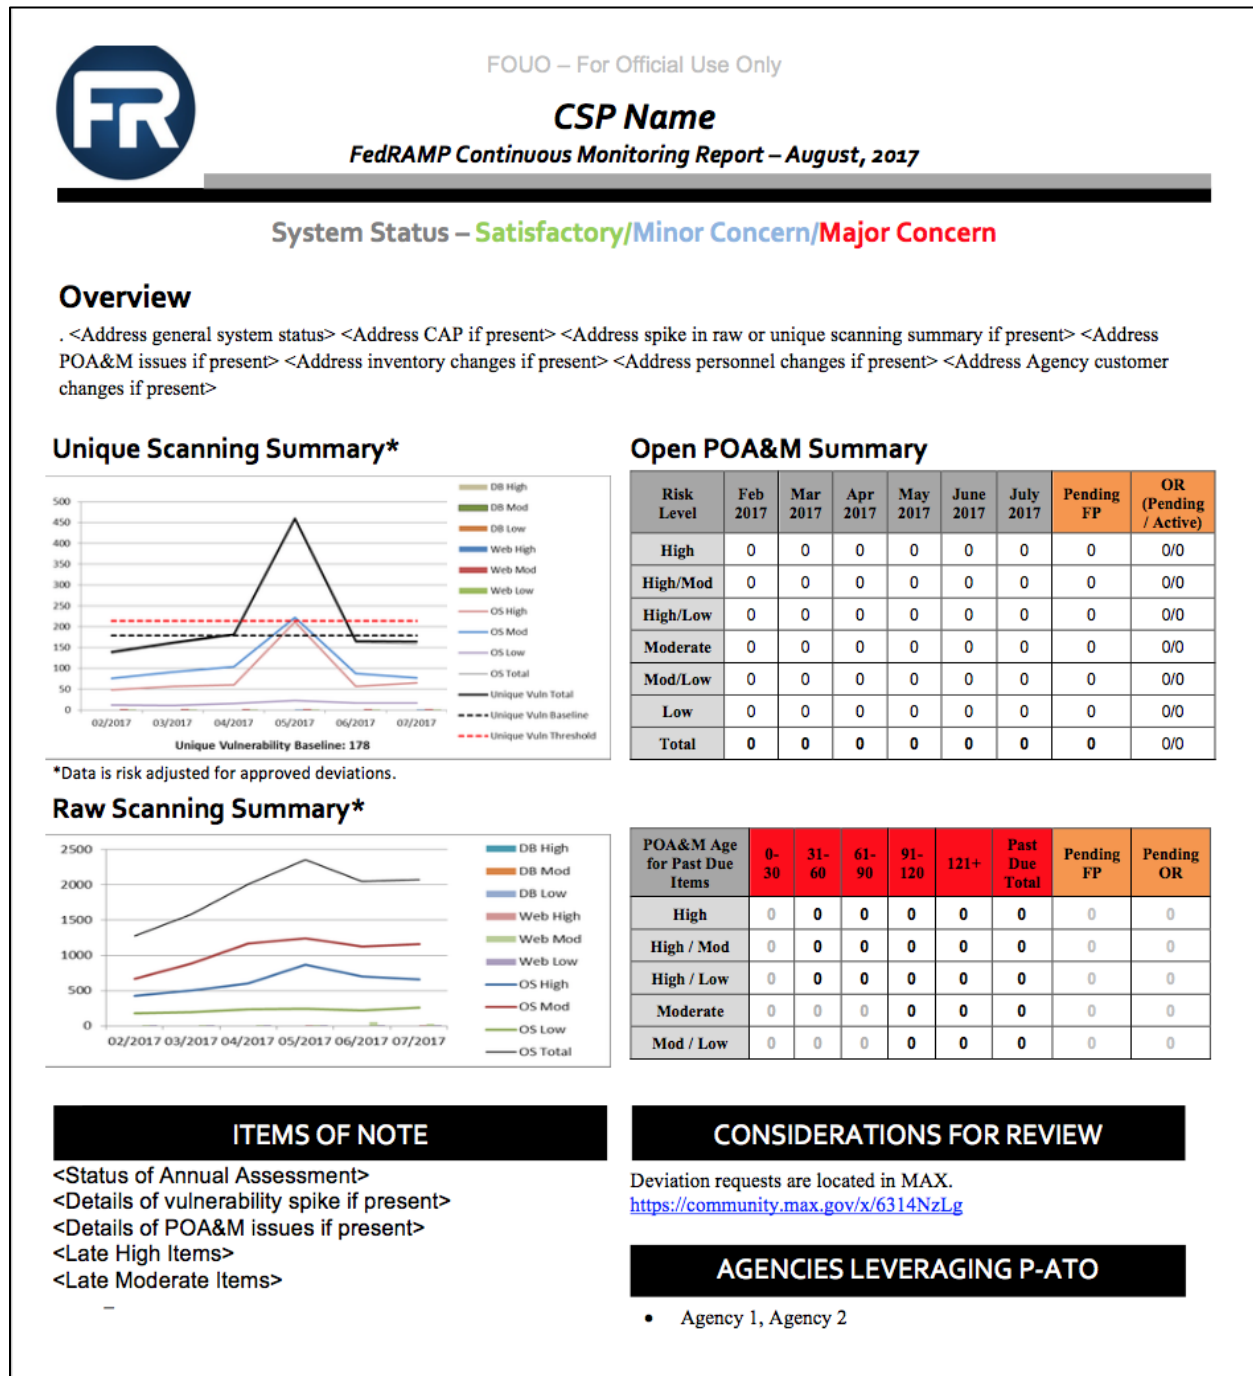 FR
FOUO – For Official Use Only
CSP Name
FedRAMP Continuous Monitoring Report – August, 2017
System Status – Satisfactory/Minor Concern/Major Concern
Overview
. <Address general system status> <Address CAP if present> <Address spike in raw or unique scanning summary if present> <Address
POA&M issues if present> <Address inventory changes if present> <Address personnel changes if present> <Address Agency customer
changes if present>
Unique Scanning Summary*
500
450
400
350
300
250
200
150
100
50
0
02/2017 03/2017 04/2017 05/2017 06/2017 07/2017
Unique Vulnerability Baseline: 178
DB High
DB Mod
DB Low
Web High
Web Mod
Web Low
OS High
OS Mod
OS Low
OS Total
Unique Vuln Total
Unique Vuln Baseline
Unique Vuln Threshold
*Data is risk adjusted for approved deviations.
Open POA&M Summary
Risk Level Feb 2017 Mar 2017 Apr 2017 May 2017 June 2017 July 2017 Pending FP OR (Pending / Active)
High 0 0 0 0 0 0 0 0/0
High/Mod 0 0 0 0 0 0 0 0/0
High/Low 0 0 0 0 0 0 0 0/0
Moderate 0 0 0 0 0 0 0 0/0
Mod/Low 0 0 0 0 0 0 0 0/0
Low 0 0 0 0 0 0 0 0/0
Total 0 0 0 0 0 0 0 0/0
Raw Scanning Summary*
2500
2000
1500
1000
500
0
02/2017 03/2017 04/2017 05/2017 06/2017 07/2017
DB High
DB Mod
DB Low
Web High
Web Mod
Web Low
OS High
OS Mod
OS Low
OS Total
POA&M Age for Past Due Items 0-30 31-60 61-90 91-120 121+ Past Due Total Pending FP Pending OR
High 0 0 0 0 0 0 0 0
High / Mod 0 0 0 0 0 0 0 0
High / Low 0 0 0 0 0 0 0 0
Moderate 0 0 0 0 0 0 0 0
Mod / Low 0 0 0 0 0 0 0 0
ITEMS OF NOTE
<Status of Annual Assessment>
<Details of vulnerability spike if present>
<Details of POA&M issues if present>
<Late High Items>
<Late Moderate Items>
–
CONSIDERATIONS FOR REVIEW
Deviation requests are located in MAX.
https://community.max.gov/x/6314NzLg
AGENCIES LEVERAGING P-ATO
• Agency 1, Agency 2